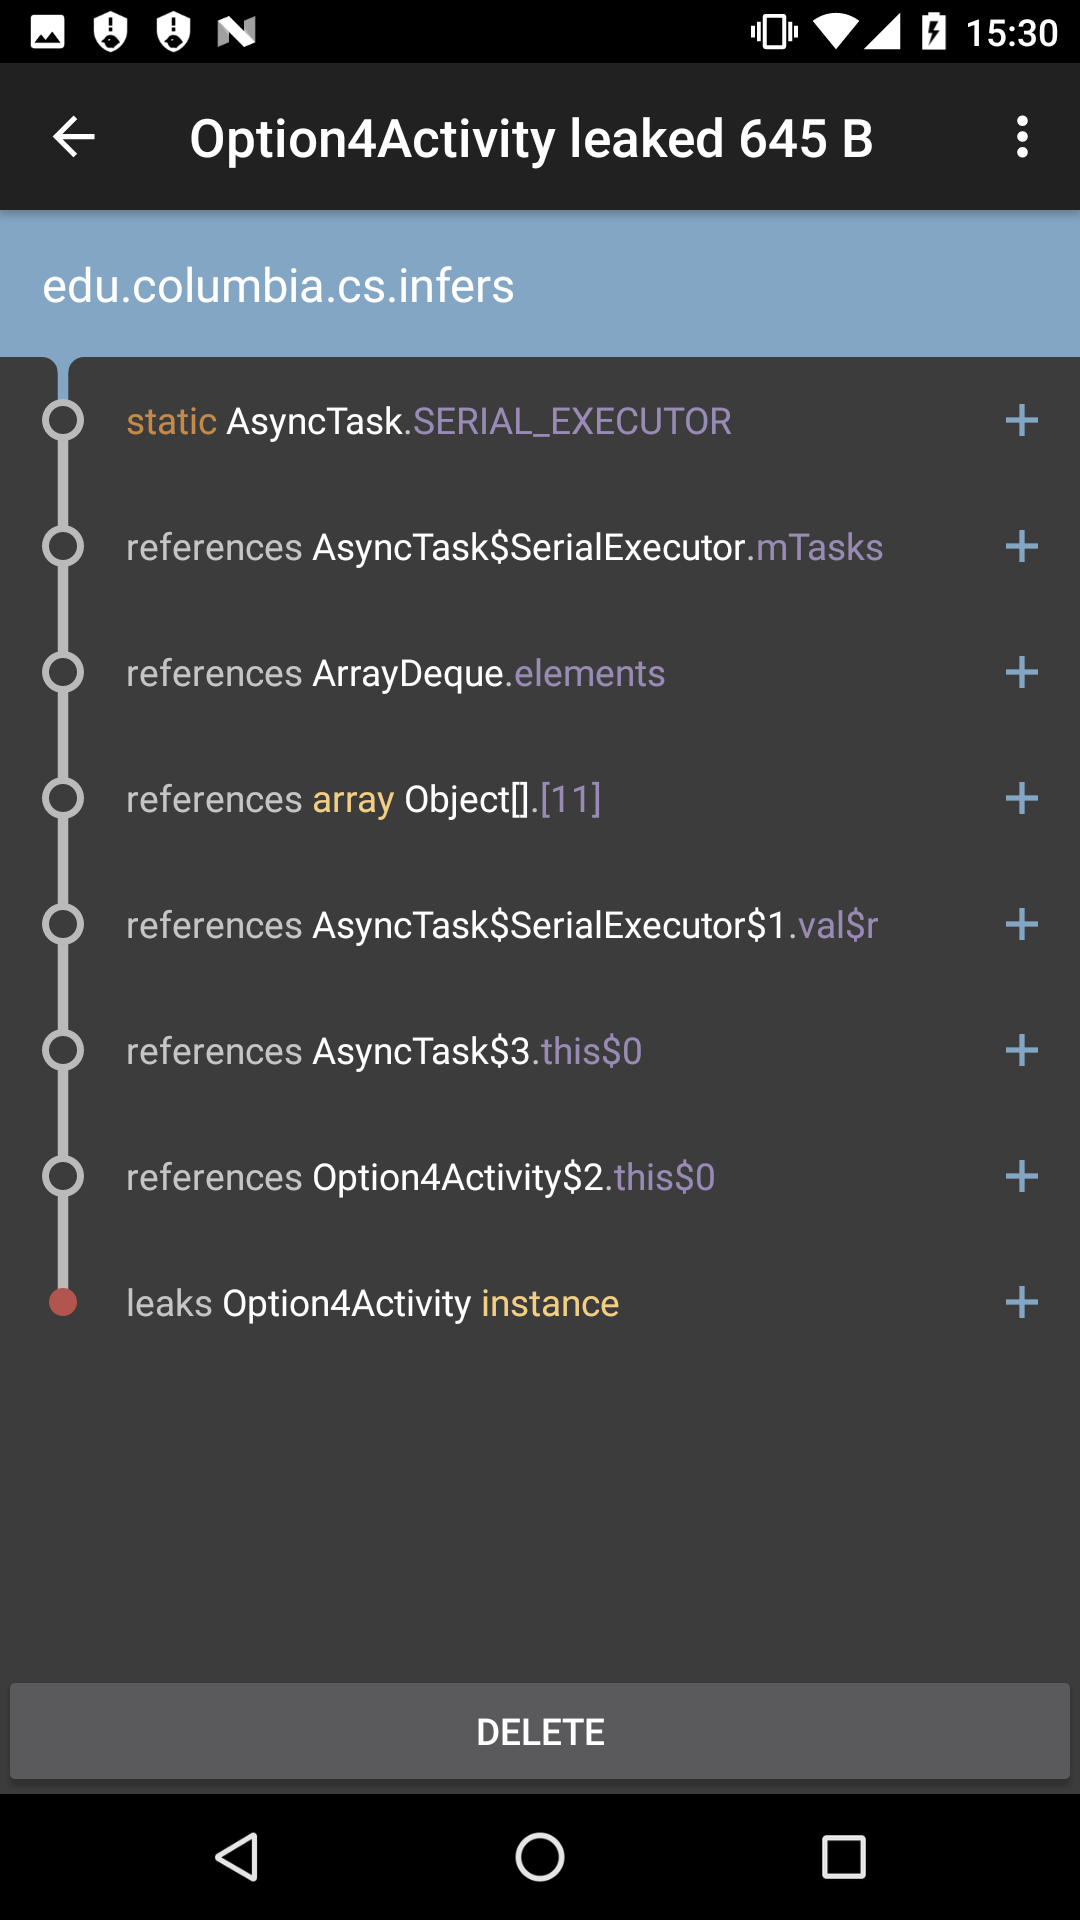 15:30
Option4Activity leaked 645 B
edu.columbia.cs.infers
static AsyncTask.SERIAL_EXECUTOR
references AsyncTask$SerialExecutor.mTasks
references ArrayDeque.elements
references array Object[].[11]
references AsyncTask$SerialExecutor$1.val$r
references AsyncTask$3.this$0
references Option4Activity$2.this$0
leaks Option4Activity instance
DELETE